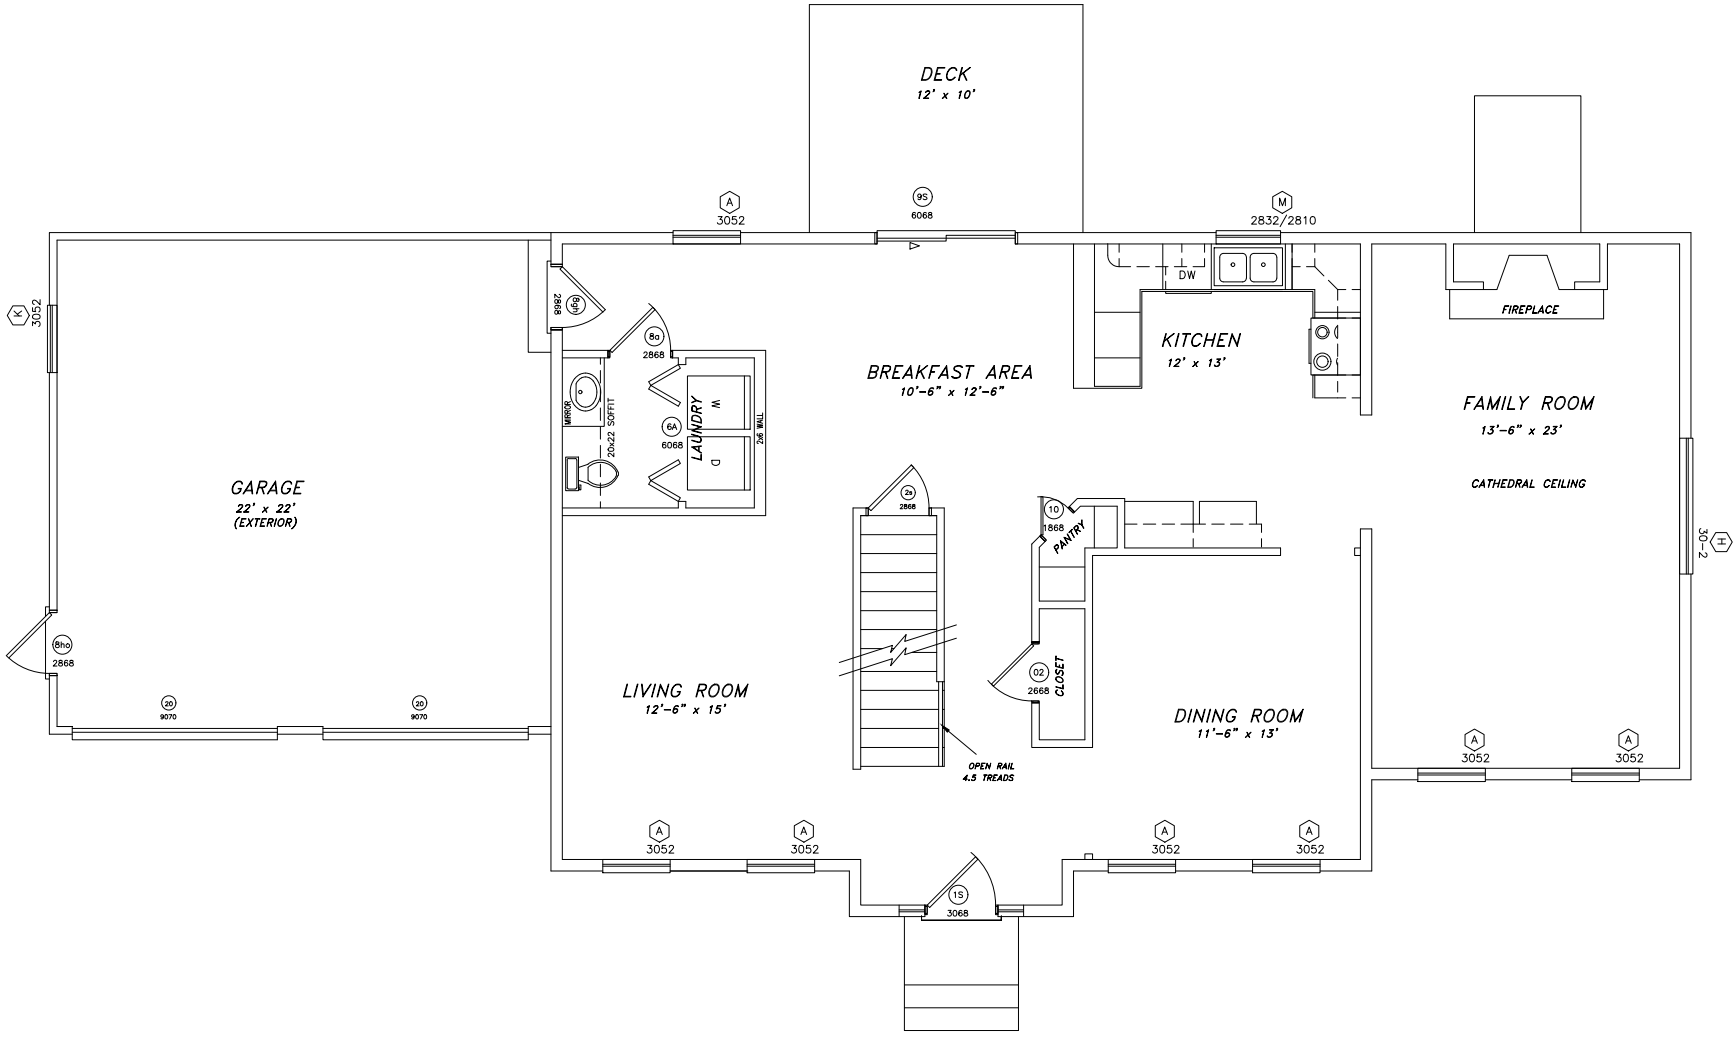 DECK
12' x 10'
9S
6068
A
3052
M
2832/2810
K
3052
8gh
2868
8a
2868
DW
KITCHEN
12' x 13'
FIREPLACE
BREAKFAST AREA
10'-6" x 12'-6"
FAMILY ROOM
13'-6" x 23'
CATHEDRAL CEILING
MIRROR
20x22 SOFFIT
6A
6068
LAUNDRY
W
D
2x6 WALL
GARAGE
22' x 22'
(EXTERIOR)
2s
2868
10
1868
PANTRY
H
30-2
8ho
2868
02
2668
CLOSET
LIVING ROOM
12'-6" x 15'
DINING ROOM
11'-6" x 13'
20
9070
20
9070
OPEN RAIL
4.5 TREADS
A
3052
A
3052
A
3052
A
3052
A
3052
A
3052
1S
3068